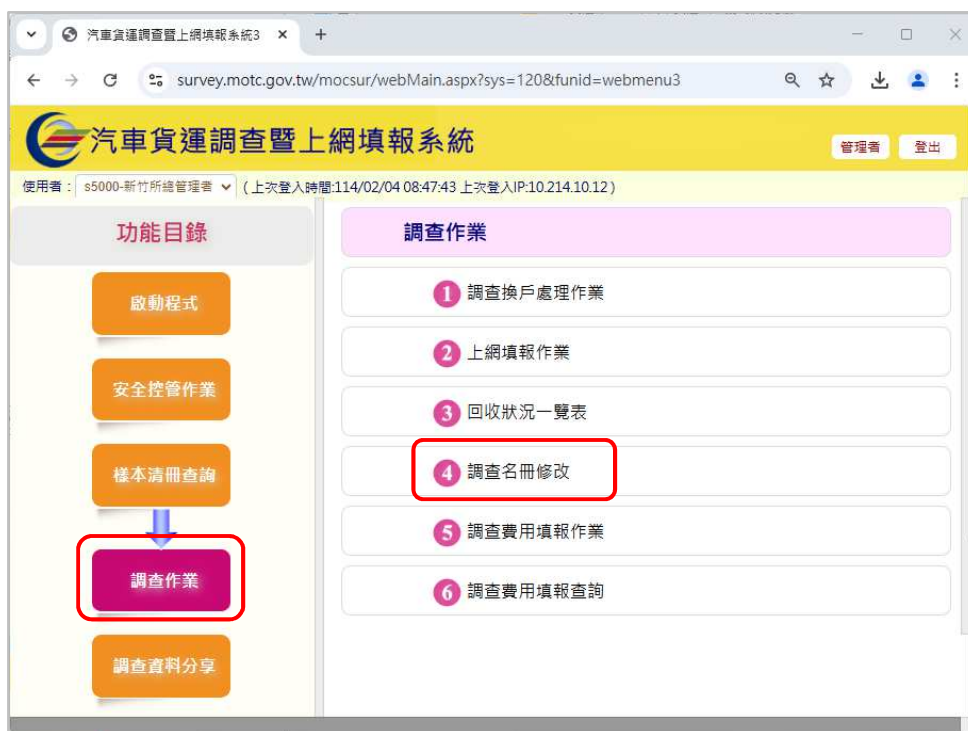 汽車貨運調查暨上網填報系統3
survey.motc.gov.tw/mocsur/webMain.aspx?sys=120&funid=webmenu3
汽車貨運調查暨上網填報系統
管理者 登出
使用者： s5000-新竹所總管理者 (上次登入時間:114/02/04 08:47:43 上次登入IP:10.214.10.12)
功能目錄
啟動程式
安全控管作業
樣本清冊查詢
調查作業
調查資料分享
調查作業
1 調查換戶處理作業
2 上網填報作業
3 回收狀況一覽表
4 調查名冊修改
5 調查費用填報作業
6 調查費用填報查詢